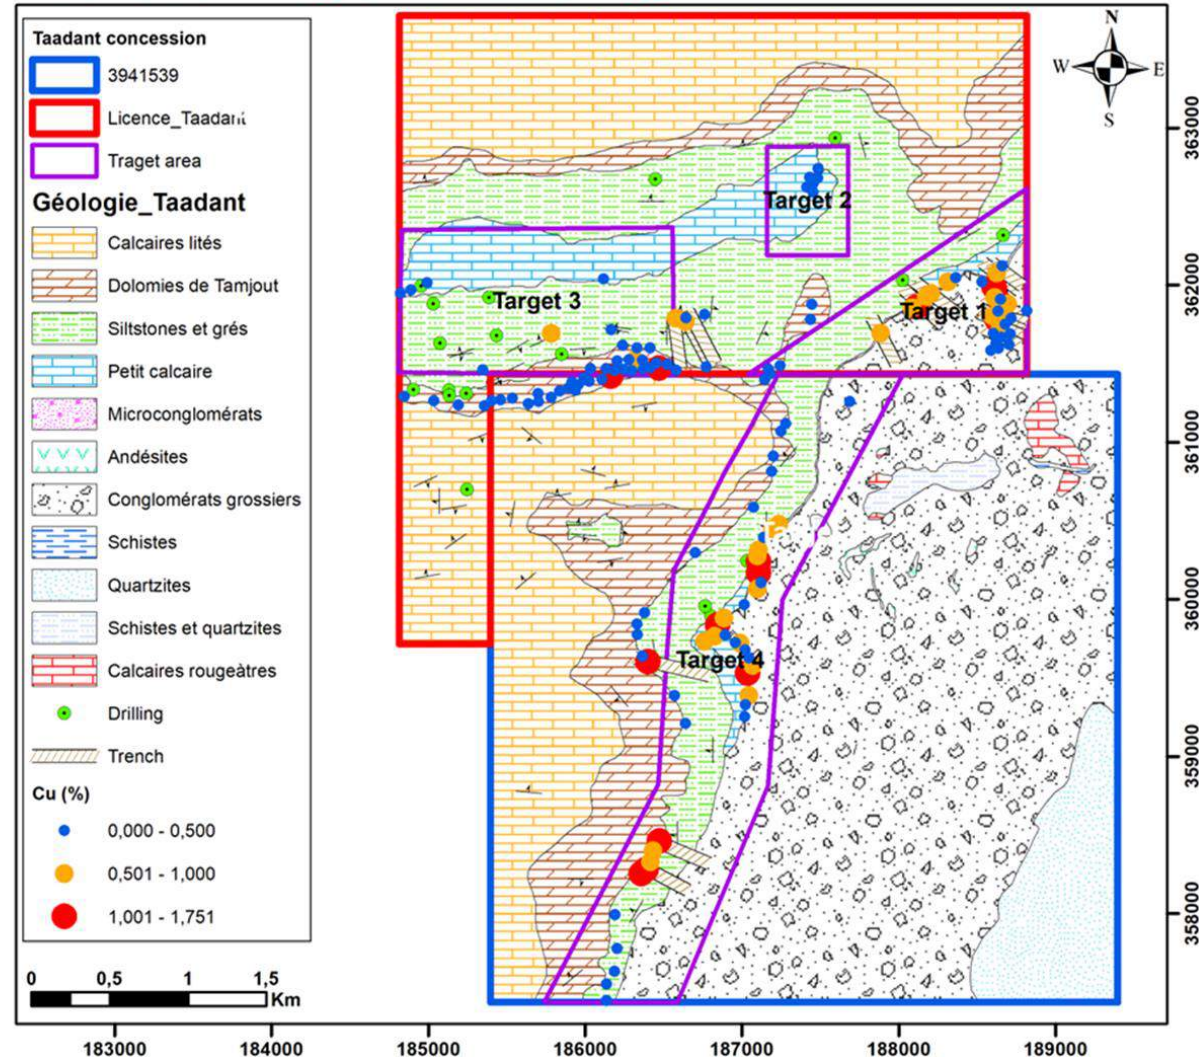 Taadant concession
3941539
Licence_Taadant
Traget area
Géologie_Taadant
Calcaires lités
Dolomies de Tamjout
Siltstones et grés
Petit calcaire
Microconglomérats
Andésites
Conglomérats grossiers
Schistes
Quartzites
Schistes et quartzites
Calcaires rougeàtres
Drilling
Trench
Cu (%)
0,000 - 0,500
0,501 - 1,000
1,001 - 1,751
0 0,5 1 1,5
Km
N
W E
S
Target 2
Target 3
Target 1
Target 4
363000
362000
361000
360000
359000
358000
183000 184000 185000 186000 187000 188000 189000